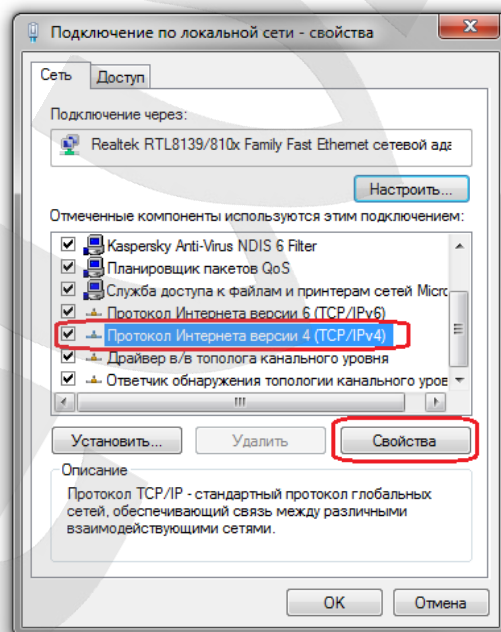 Подключение по локальной сети - свойства
Сеть
Доступ
Подключение через:
Realtek RTL8139/810x Family Fast Ethernet сетевой ада
Настроить...
Отмеченные компоненты используются этим подключением:
Kaspersky Anti-Virus NDIS 6 Filter
Планировщик пакетов QoS
Служба доступа к файлам и принтерам сетей Micro
Протокол Интернета версии 6 (TCP/IPv6)
Протокол Интернета версии 4 (TCP/IPv4)
Драйвер в/в тополога канального уровня
Ответчик обнаружения топологии канального уров
Установить...
Удалить
Свойства
Описание
Протокол TCP/IP - стандартный протокол глобальных
сетей, обеспечивающий связь между различными
взаимодействующими сетями.
OK
Отмена